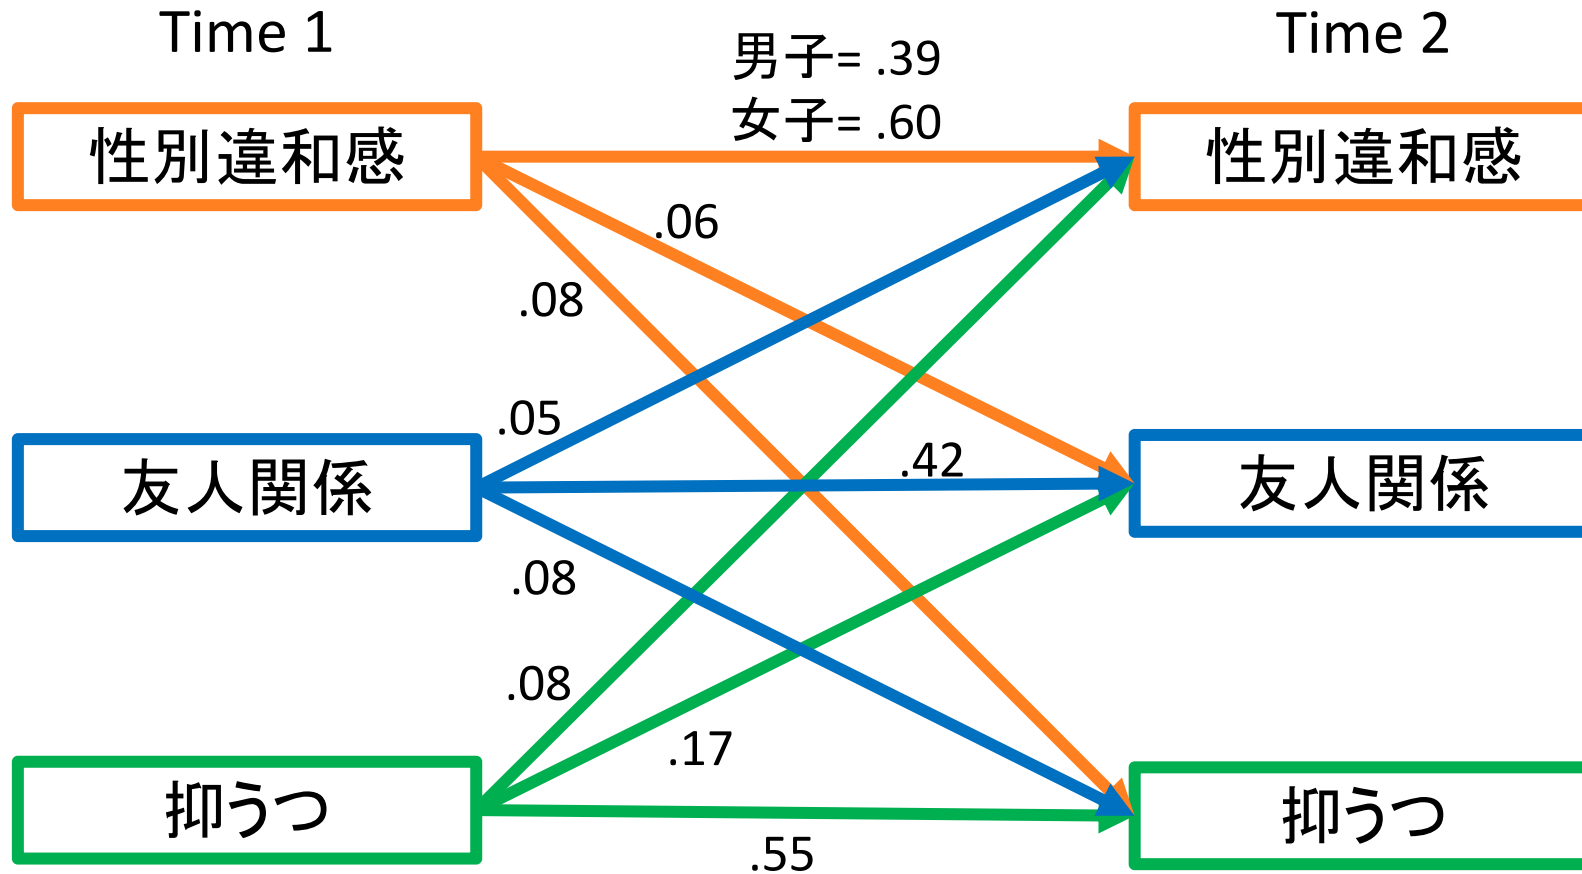 Time 1
Time 2
男子= .39
女子= .60
性別違和感
性別違和感
.06
.08
.05
.42
友人関係
友人関係
.08
.08
.17
抑うつ
抑うつ
.55